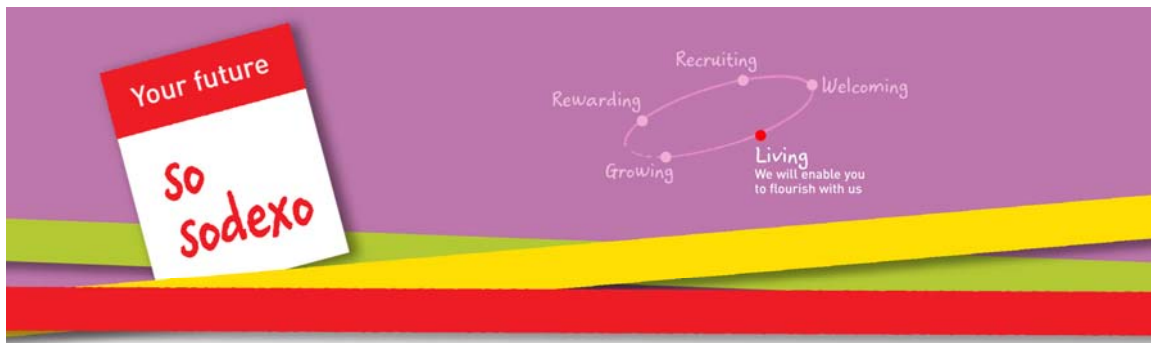 Your future
so
sodexo
Recruiting
Welcoming
Rewarding
Living
We will enable you
to flourish with us
Growing